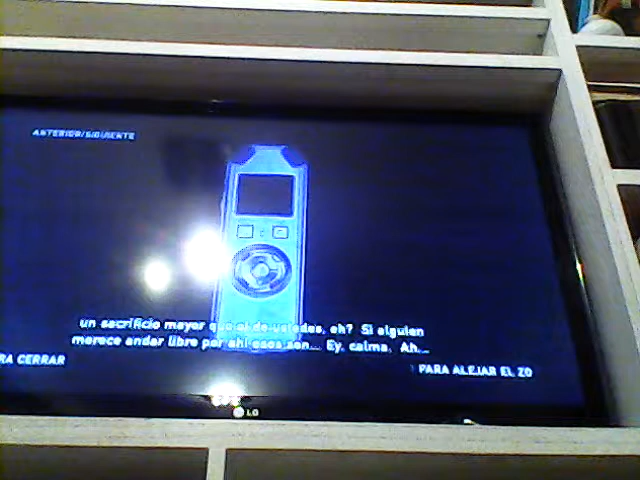 ANTERIOR/SIGUIENTE
un sacrificio mayor que el de ustedes, eh? Si alguien
merece andar libre por ahí esos son... Ey, calma. Ah...
RA CERRAR
PARA ALEJAR EL ZO
LG